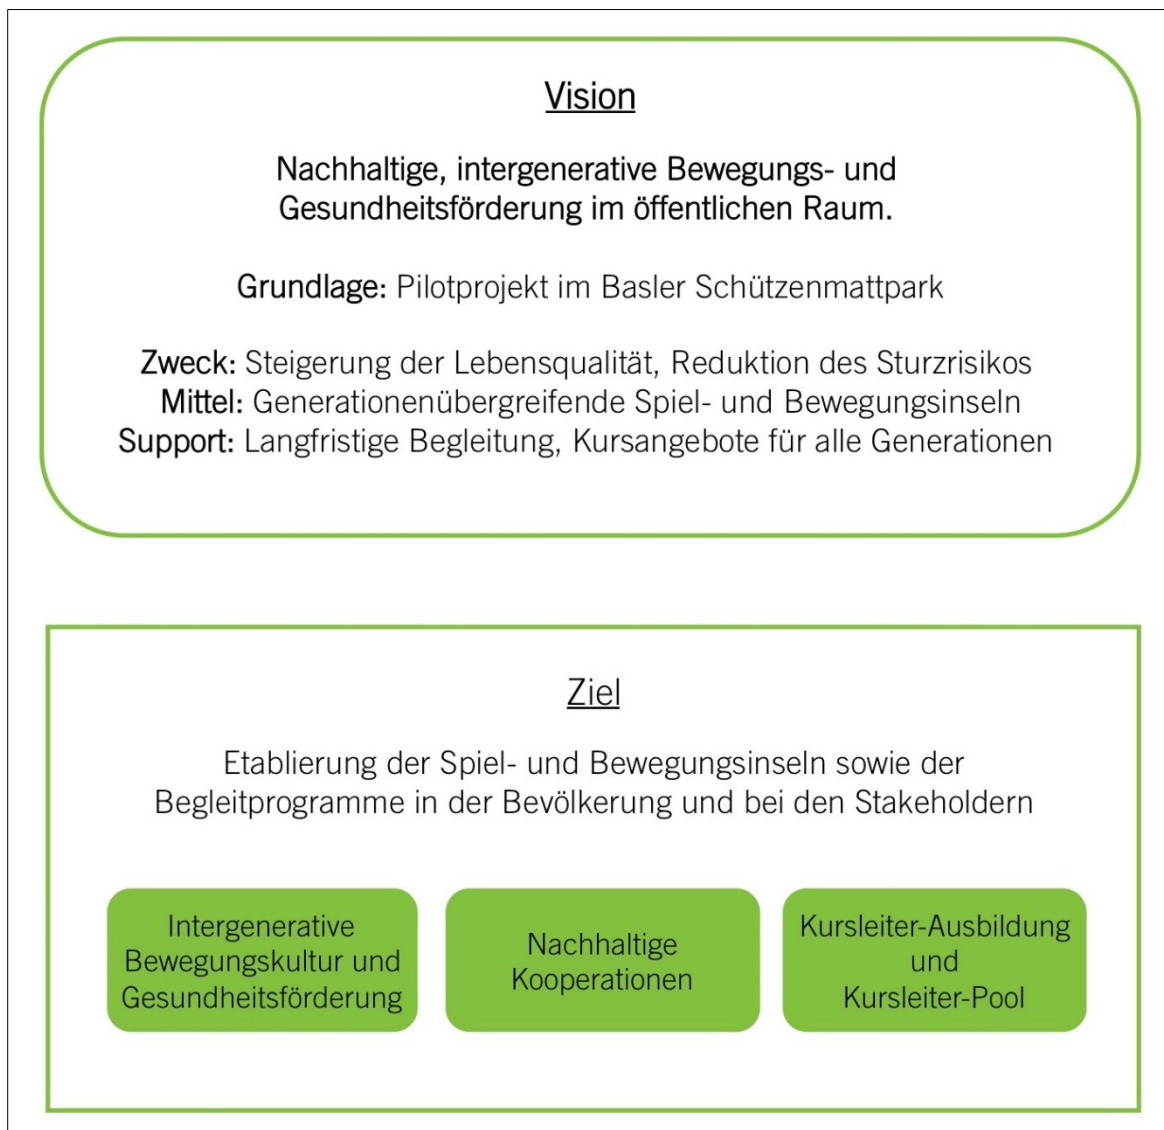 Vision
Nachhaltige, intergenerative Bewegungs- und
Gesundheitsförderung im öffentlichen Raum.
Grundlage: Pilotprojekt im Basler Schützenmattpark
Zweck: Steigerung der Lebensqualität, Reduktion des Sturzrisikos
Mittel: Generationenübergreifende Spiel- und Bewegungsinseln
Support: Langfristige Begleitung, Kursangebote für alle Generationen
Ziel
Etablierung der Spiel- und Bewegungsinseln sowie der
Begleitprogramme in der Bevölkerung und bei den Stakeholdern
Intergenerative
Bewegungskultur und
Gesundheitsförderung
Nachhaltige
Kooperationen
Kursleiter-Ausbildung
und
Kursleiter-Pool